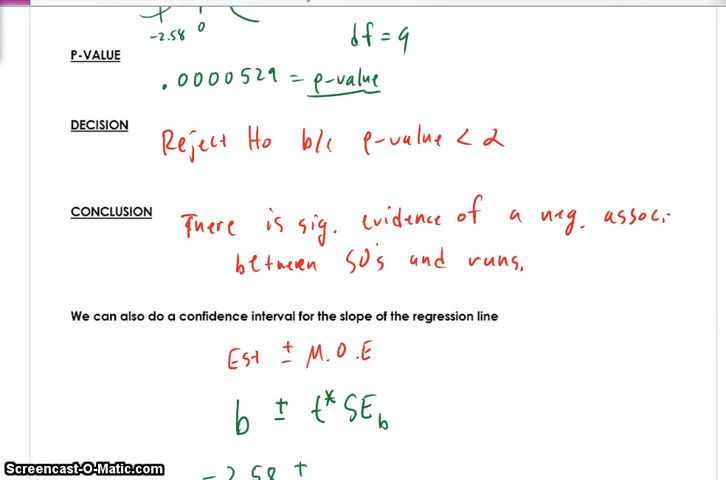 -2.58 0
df = 9
P-VALUE
.0000529 = p-value
DECISION
Reject Ho b/c p-value < α
CONCLUSION
There is sig. evidence of a neg. assoc.
between SO's and runs.
We can also do a confidence interval for the slope of the regression line
Est ± M.O.E
b ± t* SEb
-2.58 ±
Screencast-O-Matic.com